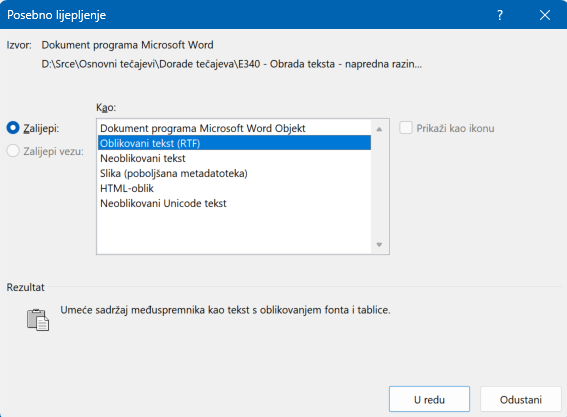 Posebno lijepljenje
?
Izvor: Dokument programa Microsoft Word
D:\Srce\Osnovni tečajevi\Dorade tečajeva\E340 - Obrada teksta - napredna razin...
Kao:
Zalijepi:
Zalijepi vezu:
Dokument programa Microsoft Word Objekt
Oblikovani tekst (RTF)
Neoblikovani tekst
Slika (poboljšana metadatoteka)
HTML-oblik
Neoblikovani Unicode tekst
Prikaži kao ikonu
Rezultat
Umeće sadržaj međuspremnika kao tekst s oblikovanjem fonta i tablice.
U redu
Odustani